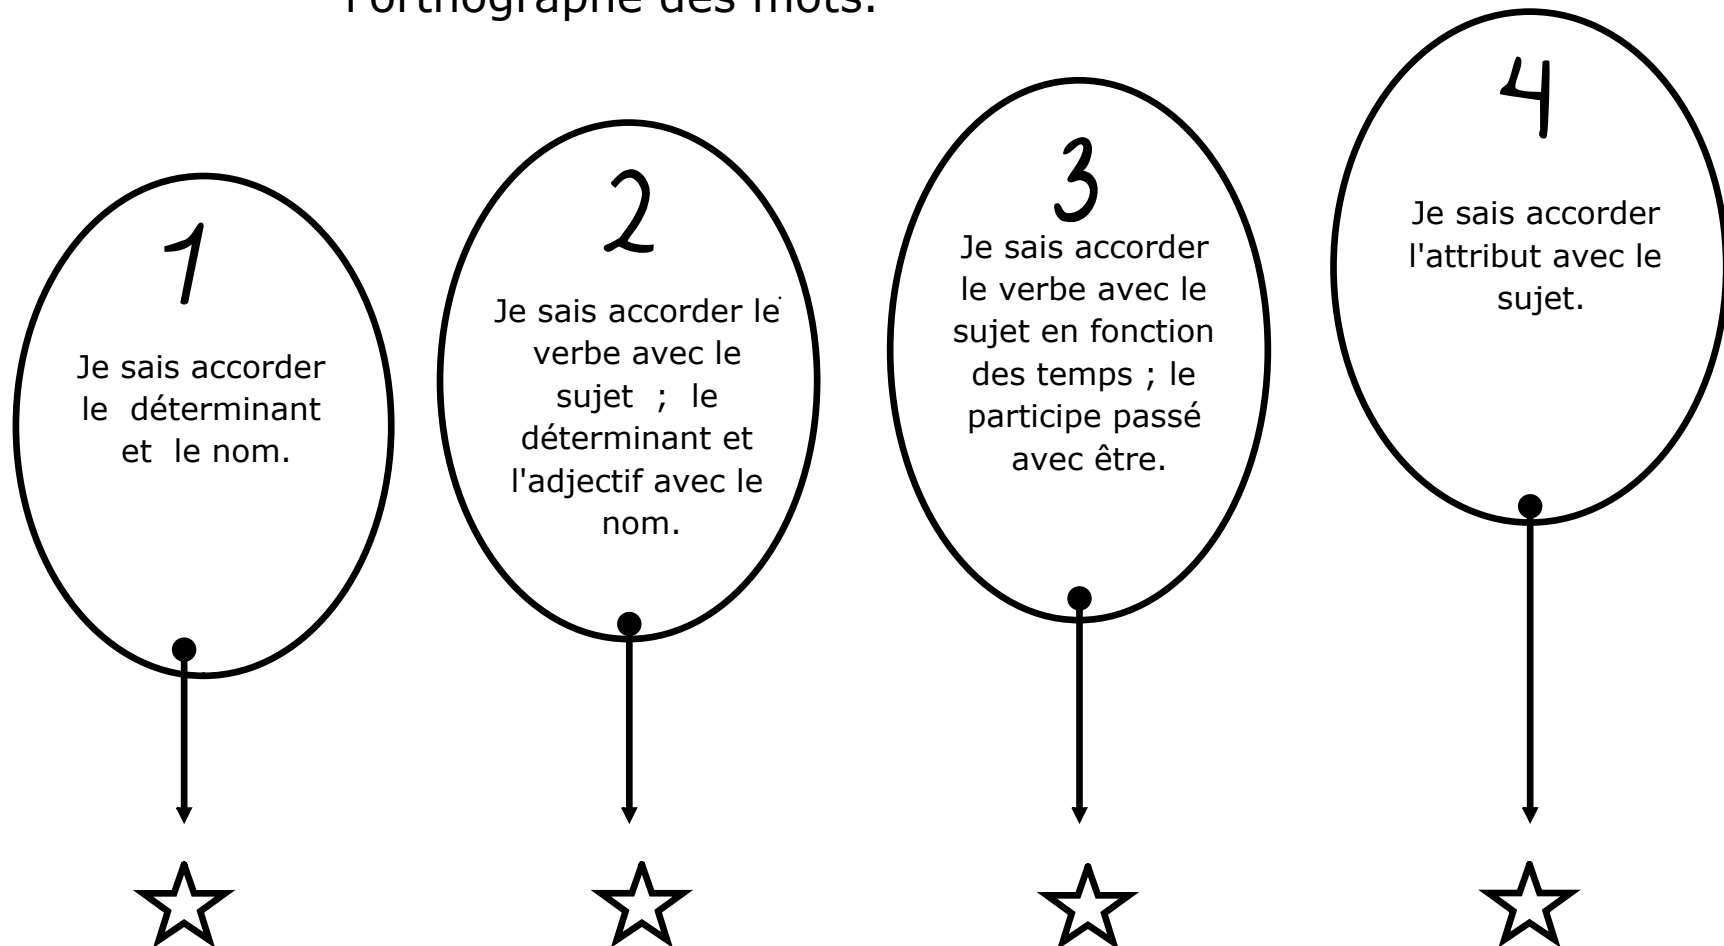 l'orthographe des mots.
1
Je sais accorder
le déterminant
et le nom.
2
Je sais accorder le
verbe avec le
sujet ; le
déterminant et
l'adjectif avec le
nom.
3
Je sais accorder
le verbe avec le
sujet en fonction
des temps ; le
participe passé
avec être.
4
Je sais accorder
l'attribut avec le
sujet.